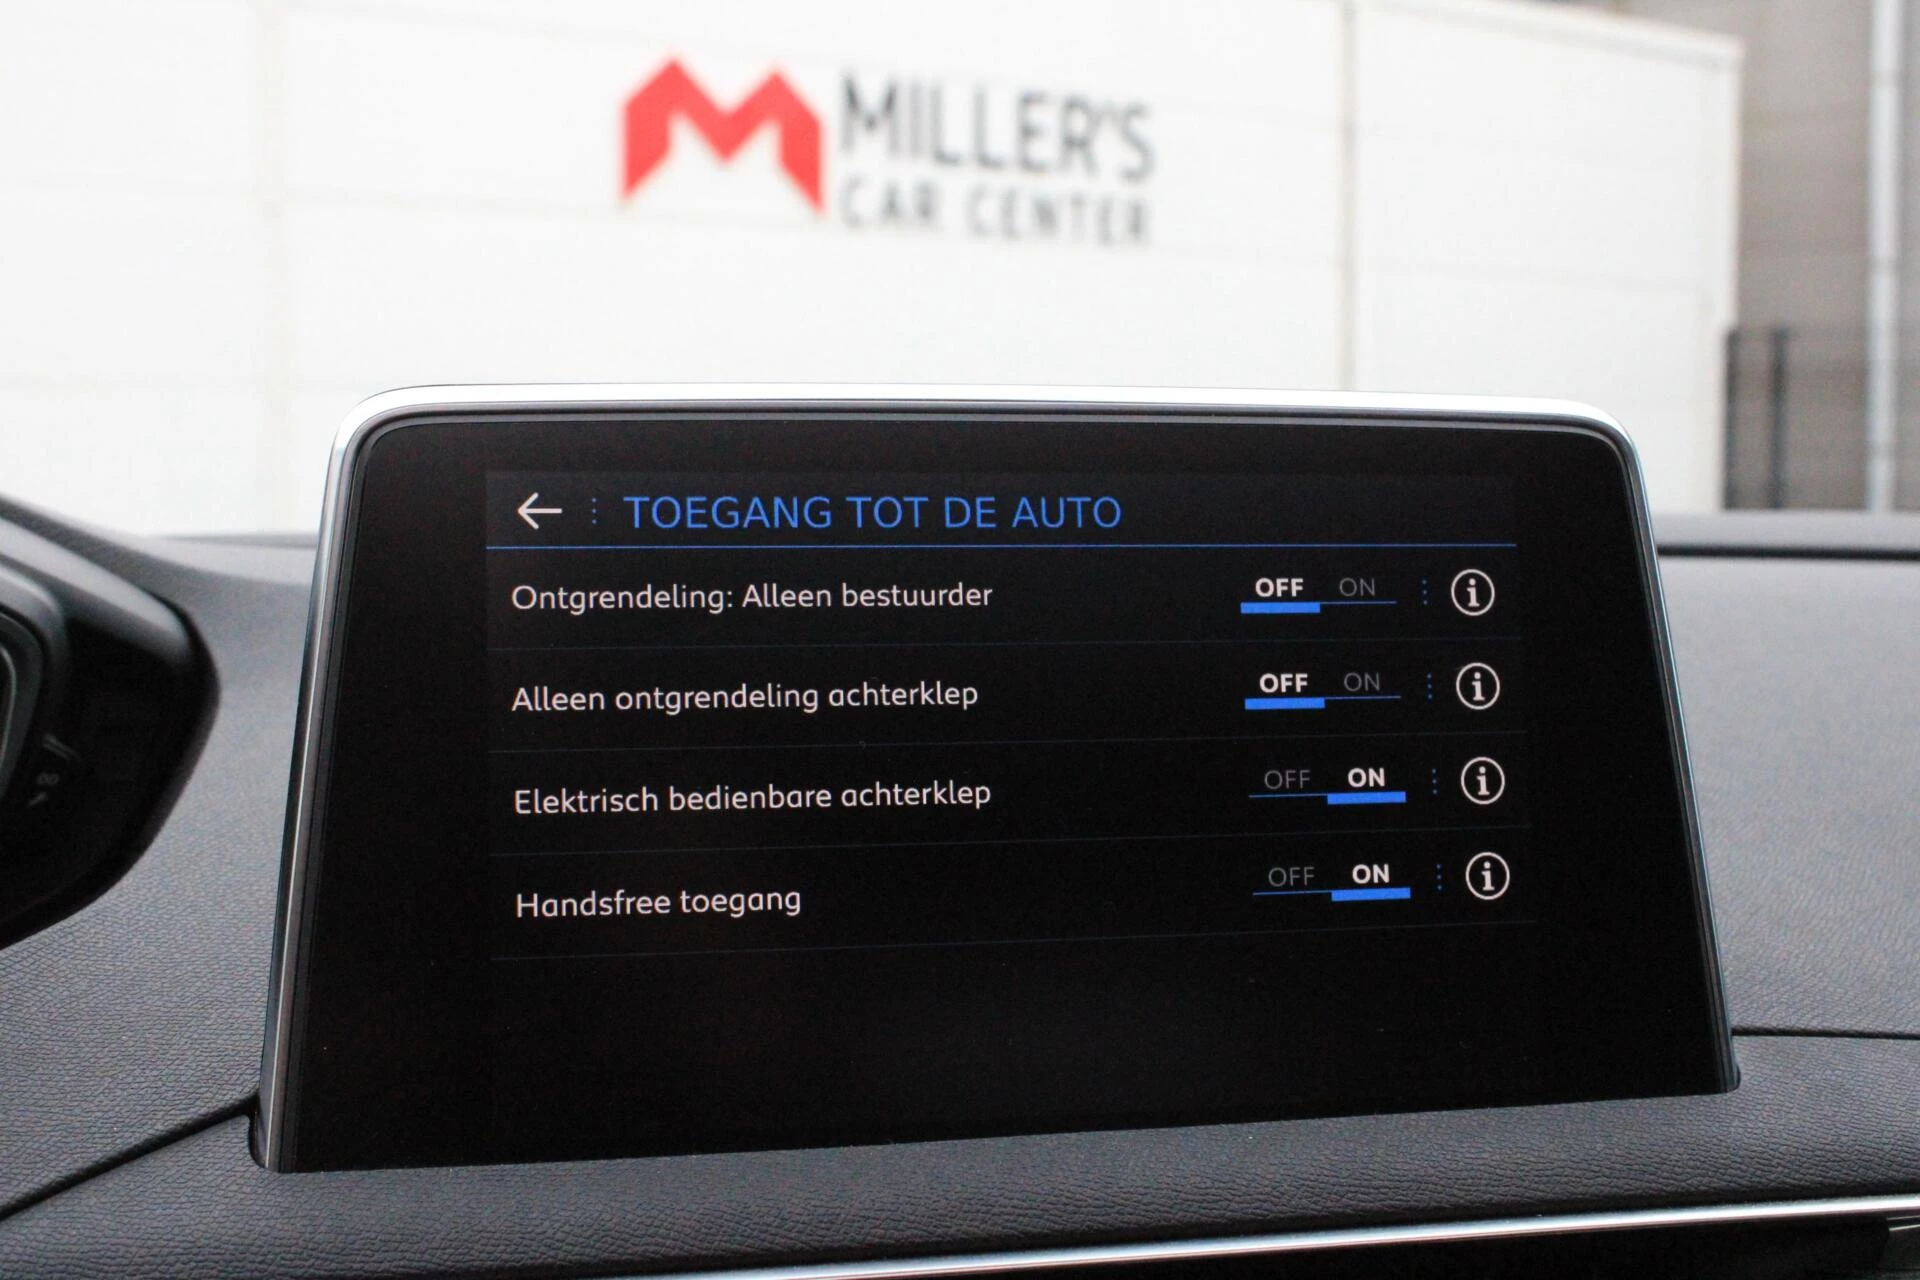 MILLER'S
CAR CENTER
TOEGANG TOT DE AUTO
Ontgrendeling: Alleen bestuurder OFF ON
Alleen ontgrendeling achterklep OFF ON
Elektrisch bedienbare achterklep OFF ON
Handsfree toegang OFF ON